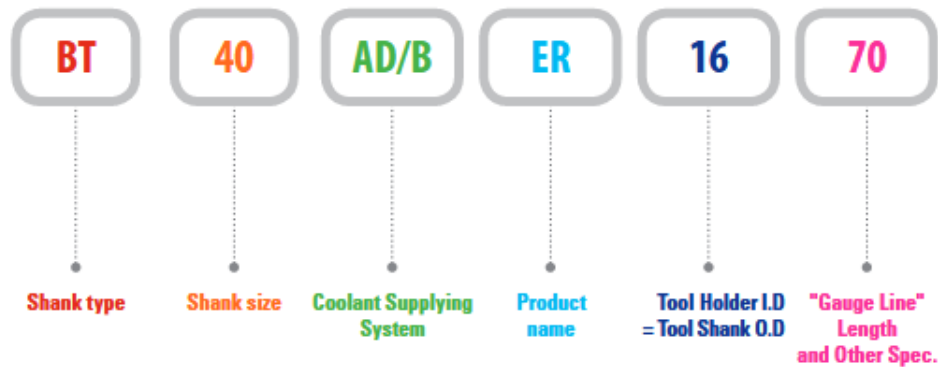 BT 40 AD/B ER 16 70
Shank type
Shank size
Coolant Supplying
System
Product
name
Tool Holder I.D
= Tool Shank O.D
"Gauge Line"
Length
and Other Spec.